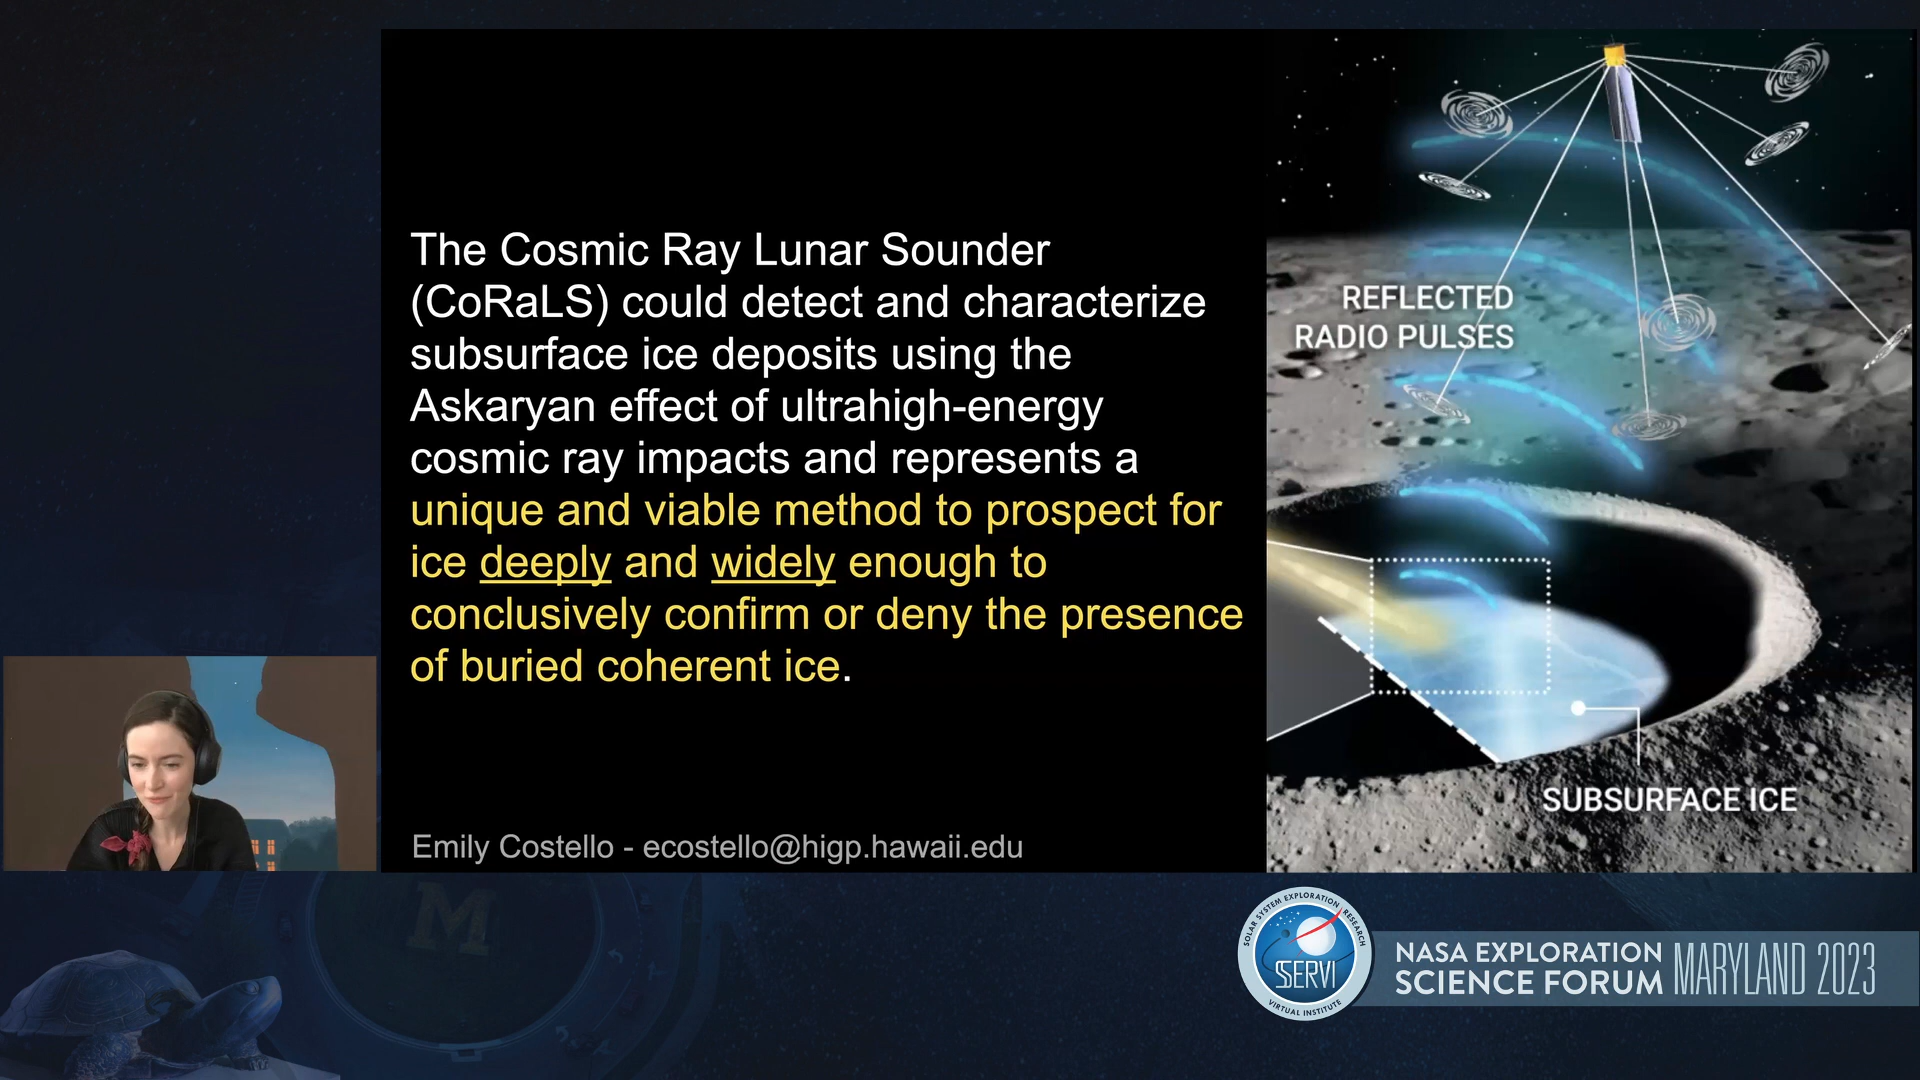 The Cosmic Ray Lunar Sounder
(CoRaLS) could detect and characterize
subsurface ice deposits using the
Askaryan effect of ultrahigh-energy
cosmic ray impacts and represents a
unique and viable method to prospect for
ice deeply and widely enough to
conclusively confirm or deny the presence
of buried coherent ice.
Emily Costello - ecostello@higp.hawaii.edu
REFLECTED
RADIO PULSES
SUBSURFACE ICE
M
SOLAR SYSTEM EXPLORATION RESEARCH
SSERVI
VIRTUAL INSTITUTE
NASA EXPLORATION
SCIENCE FORUM
MARYLAND 2023